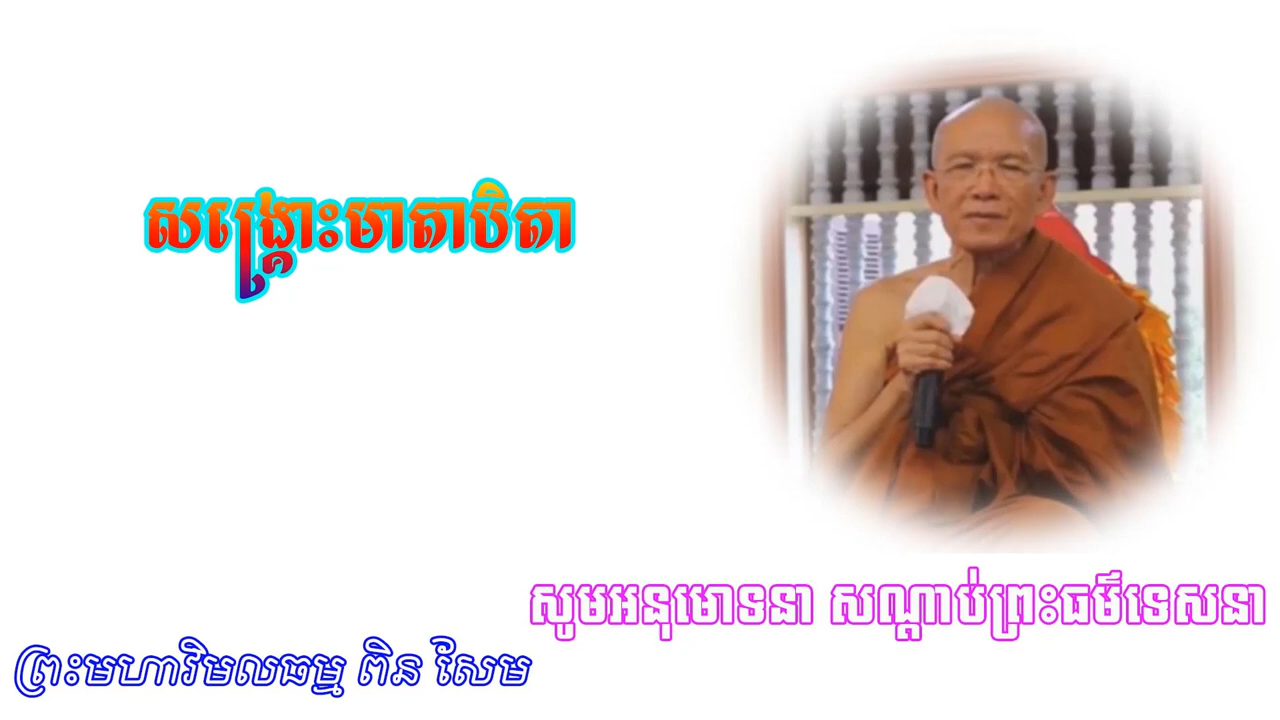 សង្គ្រោះមាតាបិតា
សូមអនុមោទនា សណ្ដាប់ព្រះធម៌ទេសនា
ព្រះមហាវិមលធម្ម ពិន សែម